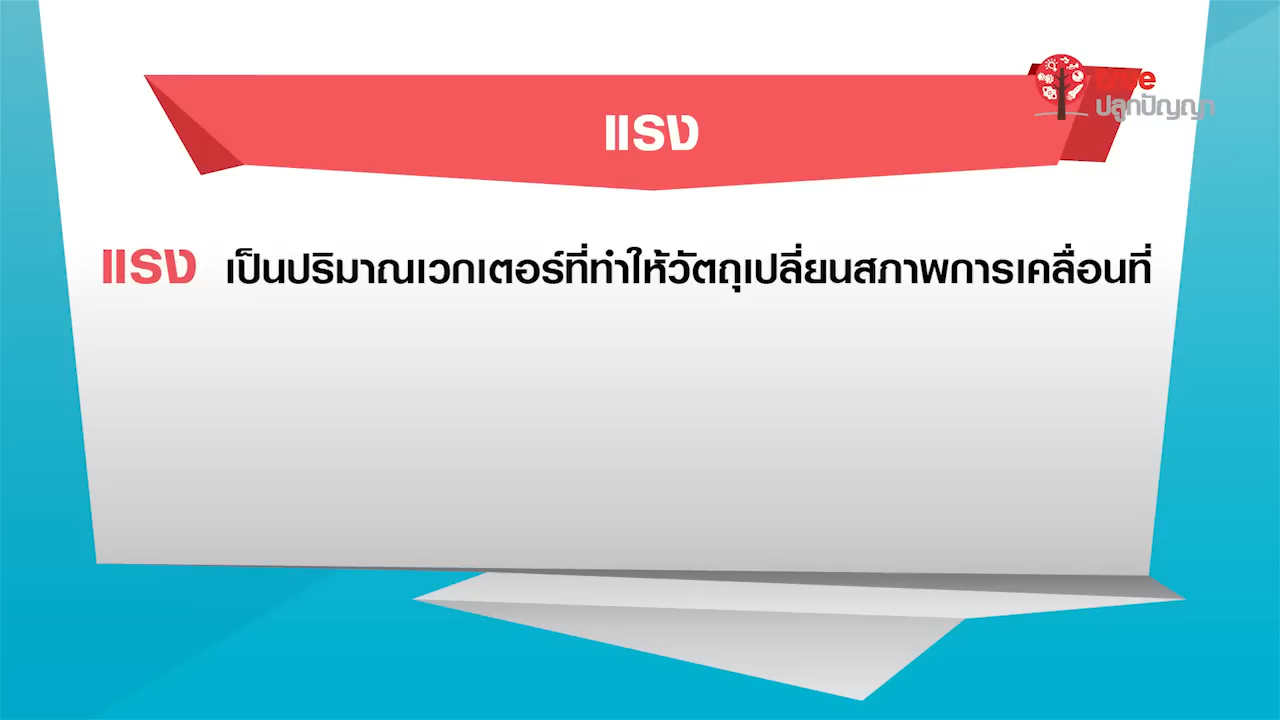 แรง
ปลูกปัญญา
แรง เป็นปริมาณเวกเตอร์ที่ทำให้วัตถุเปลี่ยนสภาพการเคลื่อนที่